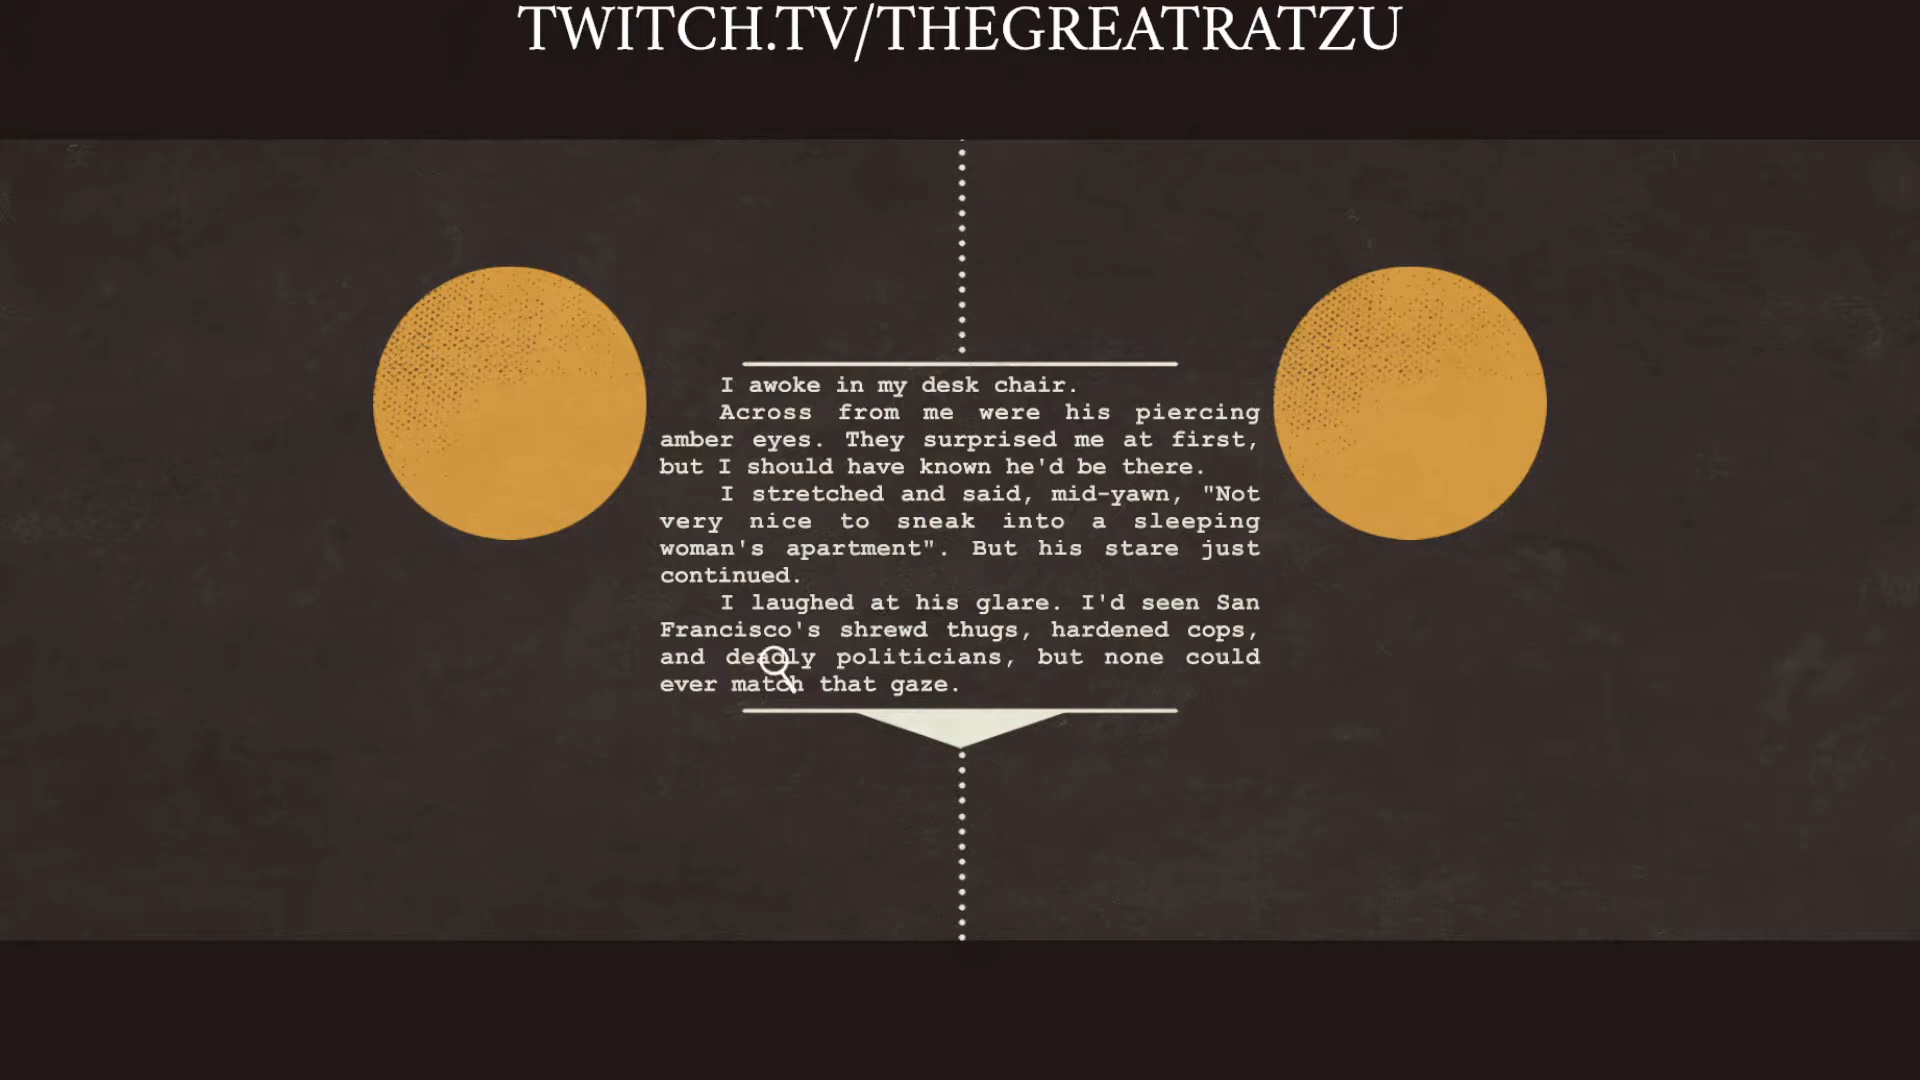 TWITCH.TV/THEGREATRATZU
I awoke in my desk chair.
Across from me were his piercing
amber eyes. They surprised me at first,
but I should have known he'd be there.
I stretched and said, mid-yawn, "Not
very nice to sneak into a sleeping
woman's apartment". But his stare just
continued.
I laughed at his glare. I'd seen San
Francisco's shrewd thugs, hardened cops,
and deadly politicians, but none could
ever match that gaze.